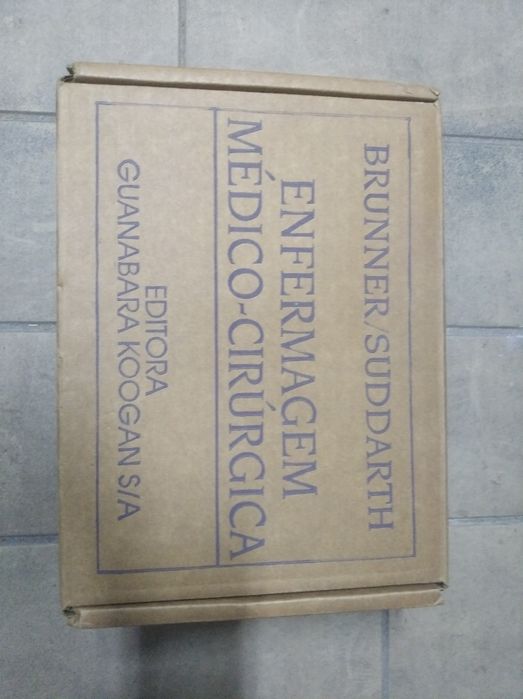 BRUNNER/SUDDARTH
ENFERMAGEM
MÉDICO-CIRÚRGICA
EDITORA
GUANABARA KOOGAN S/A